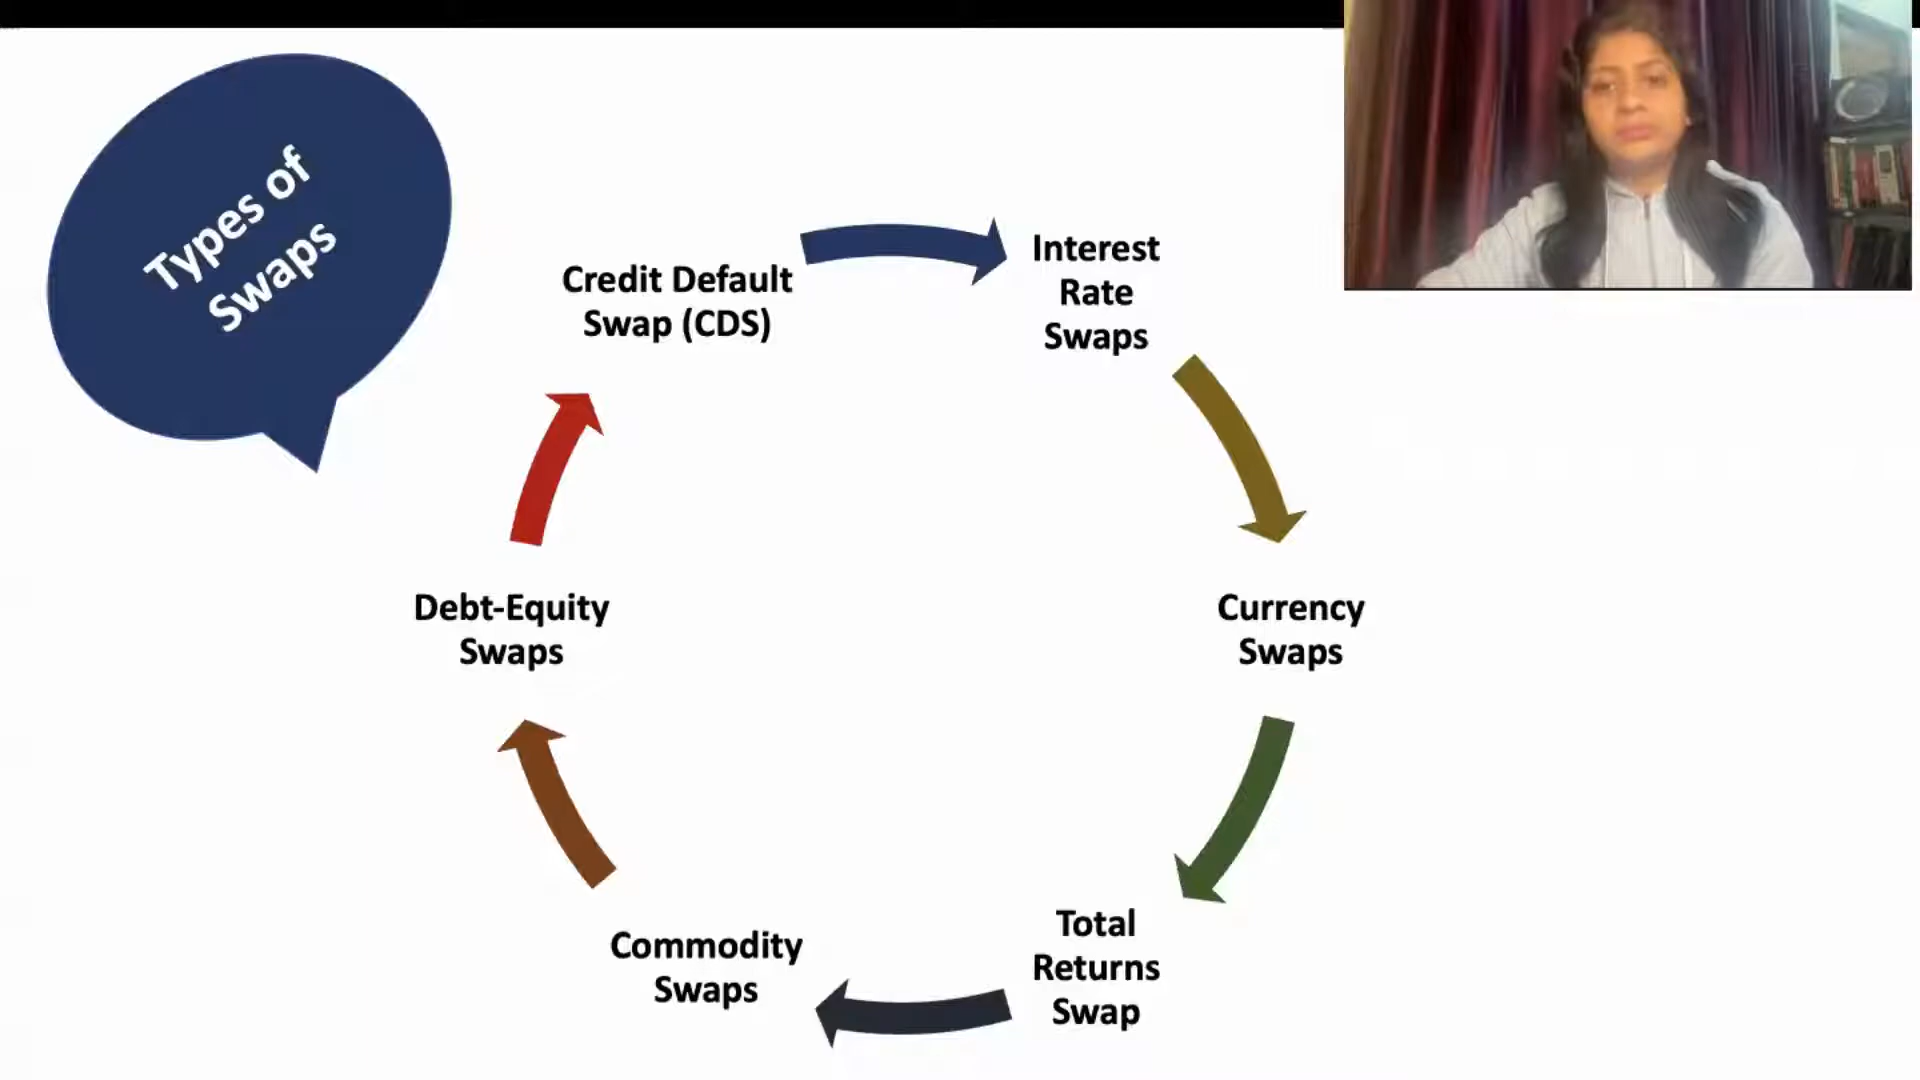 Types of
Swaps
Credit Default
Swap (CDS)
Interest
Rate
Swaps
Currency
Swaps
Total
Returns
Swap
Commodity
Swaps
Debt-Equity
Swaps